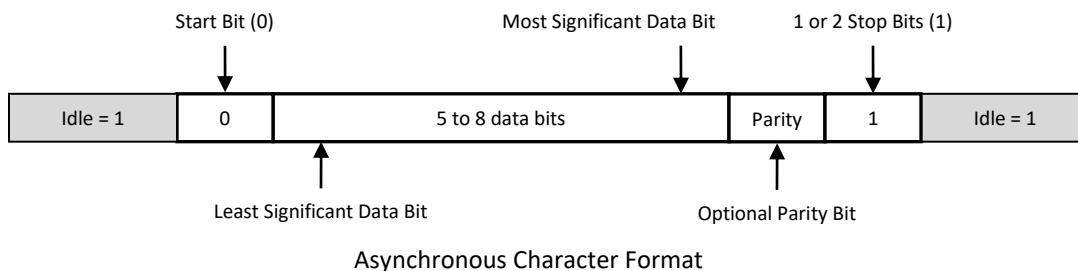 Start Bit (0) Most Significant Data Bit 1 or 2 Stop Bits (1)
Idle = 1 0 5 to 8 data bits Parity 1 Idle = 1
Least Significant Data Bit Optional Parity Bit
Asynchronous Character Format